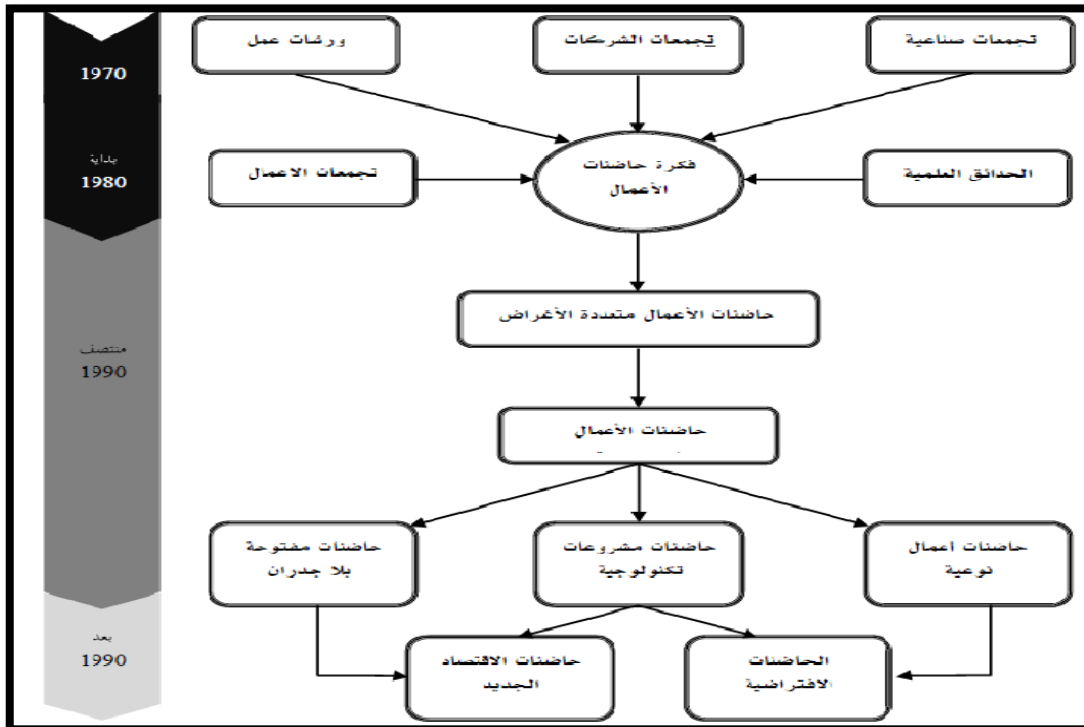 1970
ورشات عمل
تجمعات الشركات
تجمعات صناعية
بداية
1980
تجمعات الاعمال
فكرة حاضنات
الأعمال
الحدائق العلمية
حاضنات الأعمال متعددة الأغراض
منتصف
1990
حاضنات الأعمال
حاضنات مفتوحة
بلا جدران
حاضنات مشروعات
تكنولوجية
حاضنات أعمال
نوعية
بعد
1990
حاضنات الاقتصاد
الجديد
الحاضنات
الافتراضية